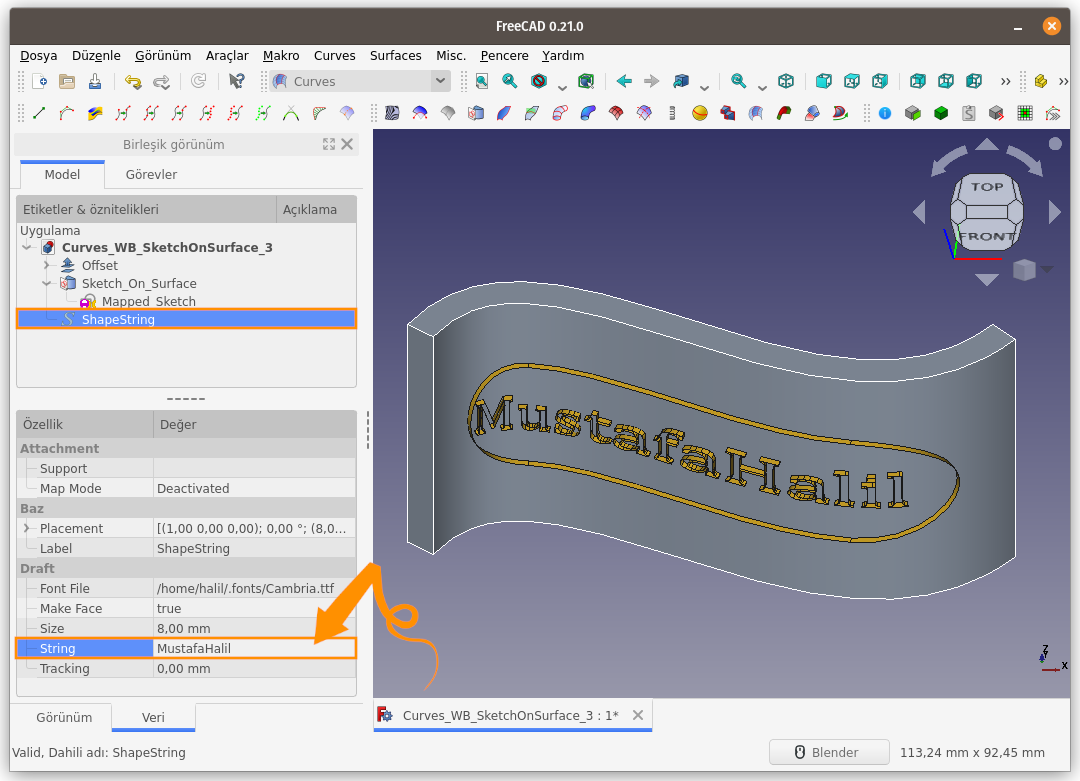 FreeCAD 0.21.0
Dosya Düzenle Görünüm Araçlar Makro Curves Surfaces Misc. Pencere Yardım
Curves
Birleşik görünüm
Model Görevler
Etiketler & öznitelikleri Açıklama
Uygulama
Curves_WB_SketchOnSurface_3
Offset
Sketch_On_Surface
Mapped_Sketch
ShapeString
Özellik Değer
Attachment
Support
Map Mode Deactivated
Baz
Placement [(1,00 0,00 0,00); 0,00 °; (8,0...
Label ShapeString
Draft
Font File /home/halil/.fonts/Cambria.ttf
Make Face true
Size 8,00 mm
String MustafaHalil
Tracking 0,00 mm
Görünüm Veri
TOP
FRONT
MustafaHalil
Z
X
Curves_WB_SketchOnSurface_3 : 1*
Valid, Dahili adı: ShapeString
Blender 113,24 mm x 92,45 mm